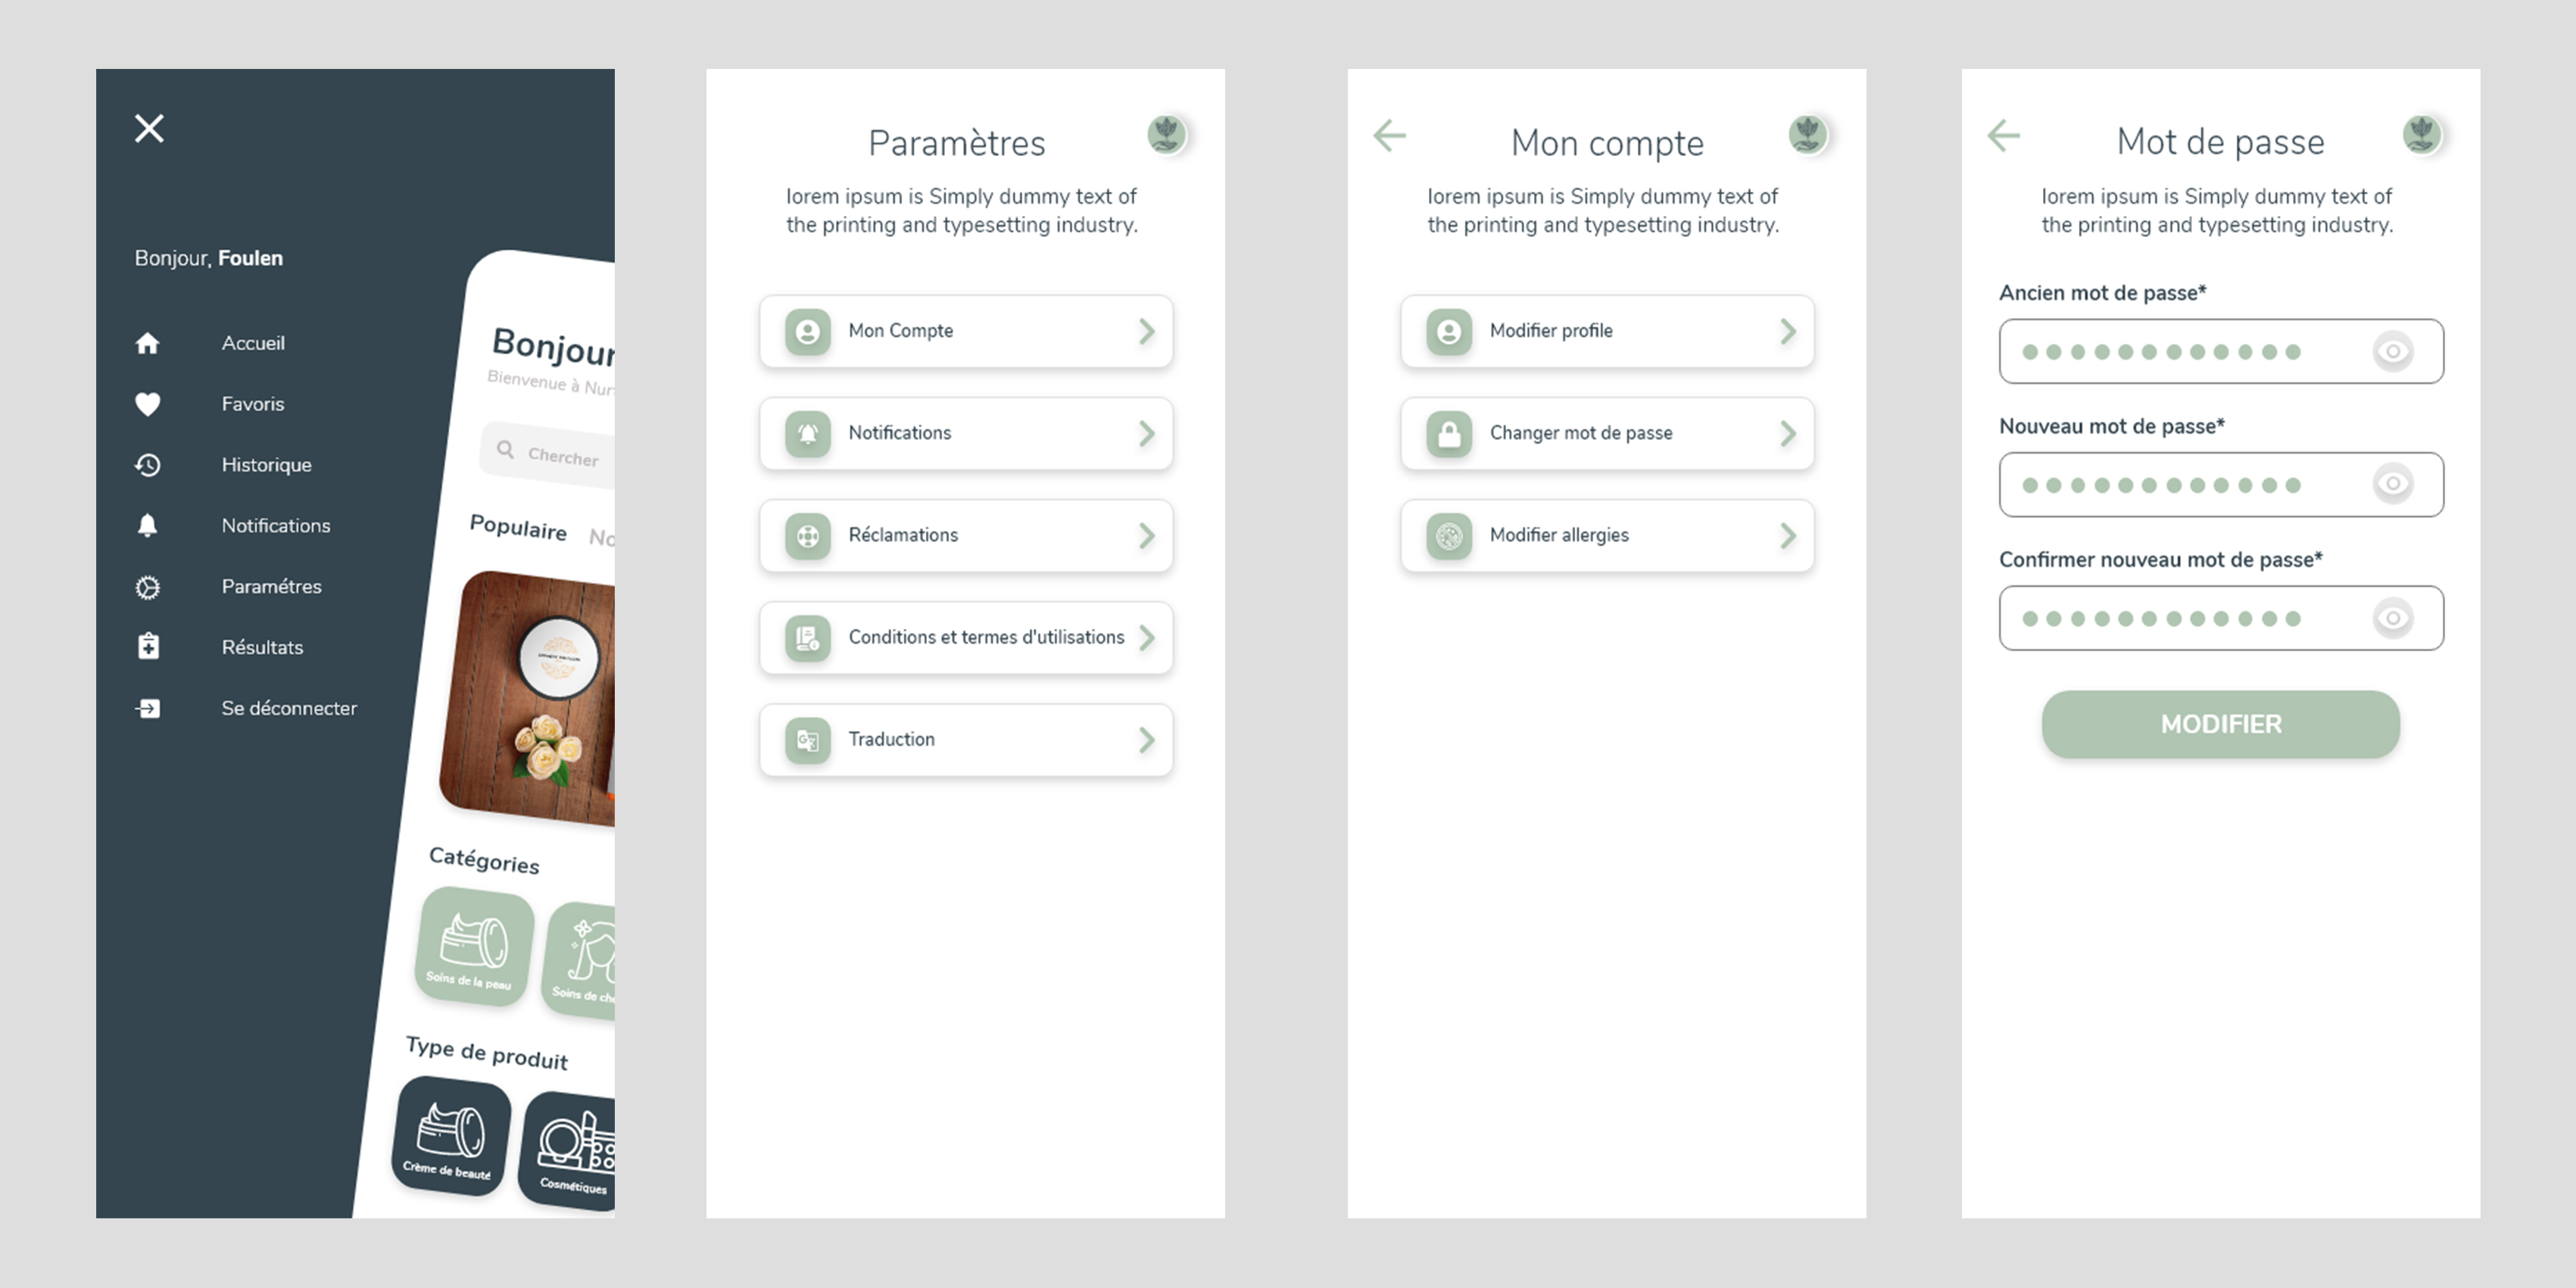 Bonjour, Foulen
Accueil
Favoris
Historique
Notifications
Paramétres
Résultats
Se déconnecter
Bonjour
Bienvenue à Nur
Chercher
Populaire No
Catégories
Soins de la peau
Soins de che
Type de produit
Crème de beauté
Cosmétiques
Paramètres
lorem ipsum is Simply dummy text of
the printing and typesetting industry.
Mon Compte
Notifications
Réclamations
Conditions et termes d'utilisations
Traduction
Mon compte
lorem ipsum is Simply dummy text of
the printing and typesetting industry.
Modifier profile
Changer mot de passe
Modifier allergies
Mot de passe
lorem ipsum is Simply dummy text of
the printing and typesetting industry.
Ancien mot de passe*
Nouveau mot de passe*
Confirmer nouveau mot de passe*
MODIFIER